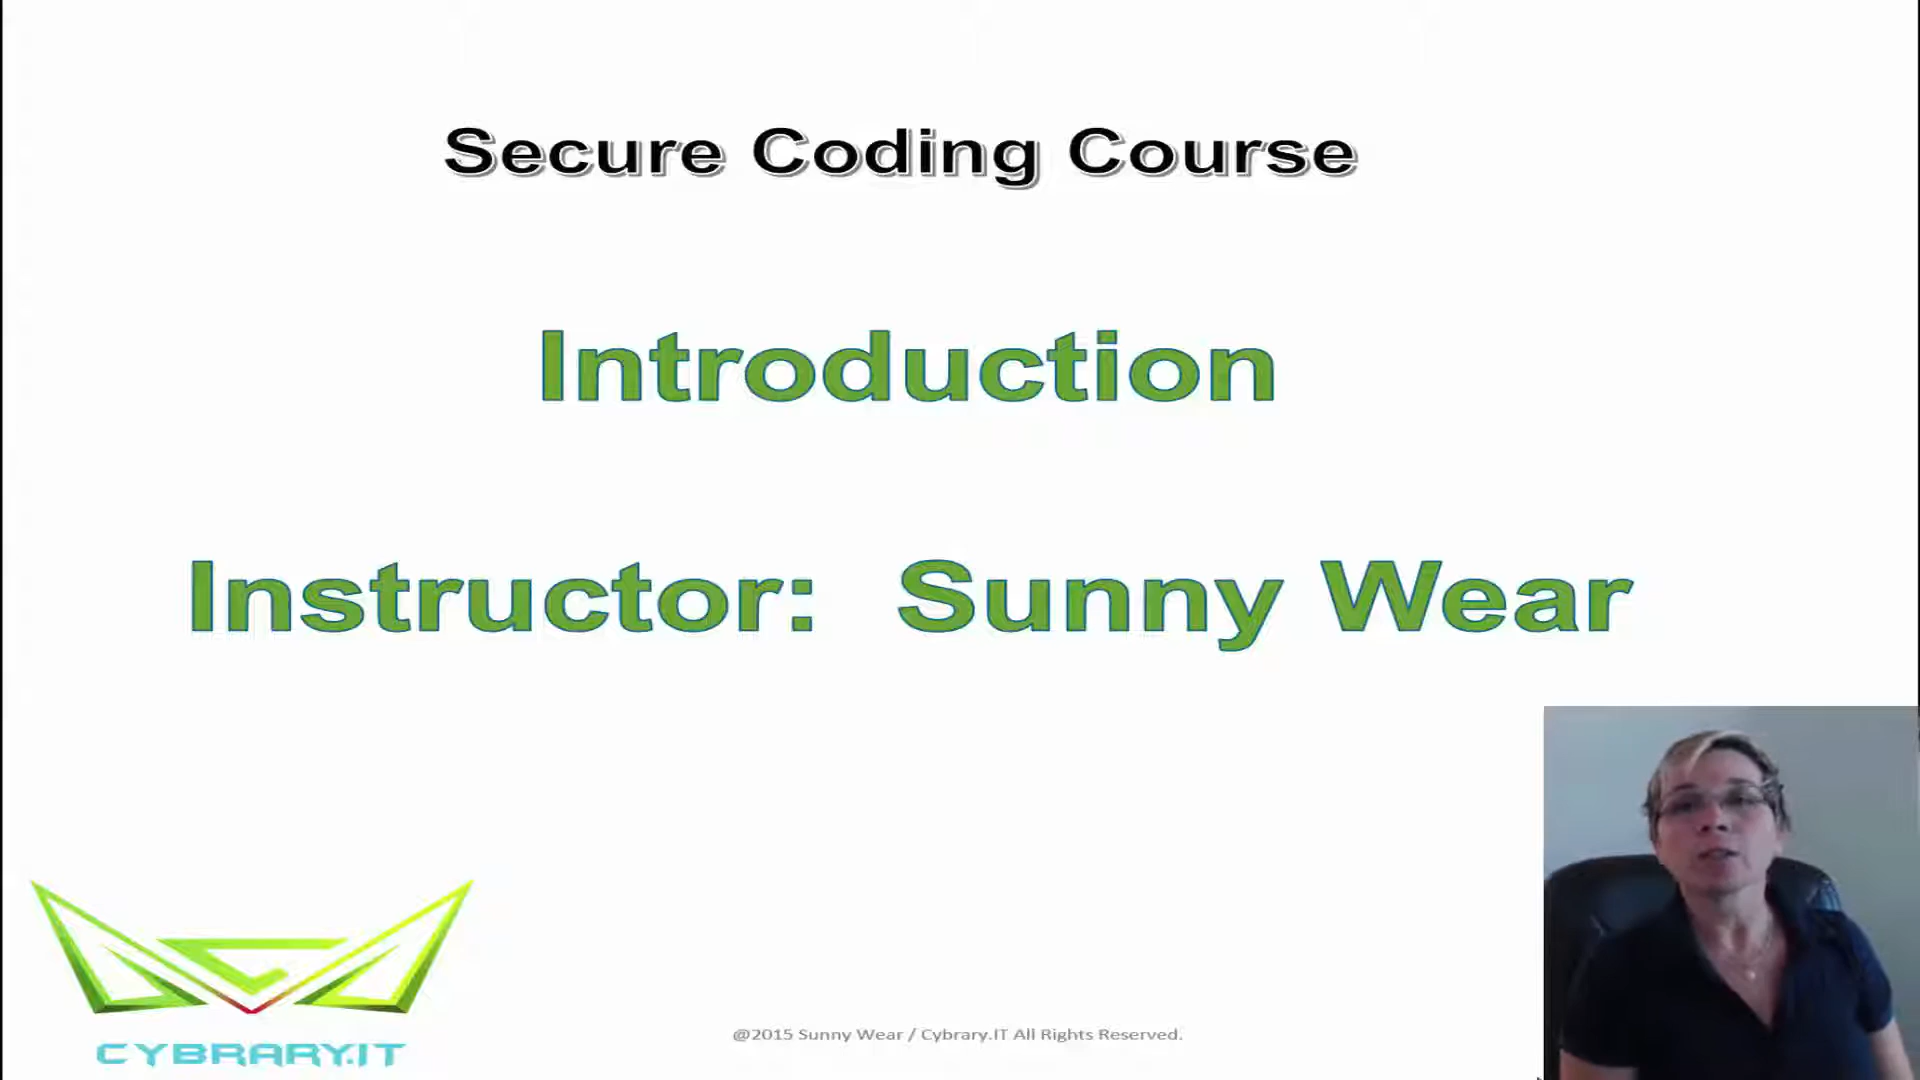 Secure Coding Course
Introduction
Instructor: Sunny Wear
@2015 Sunny Wear / Cybrary.IT All Rights Reserved.
CYBRARY.IT